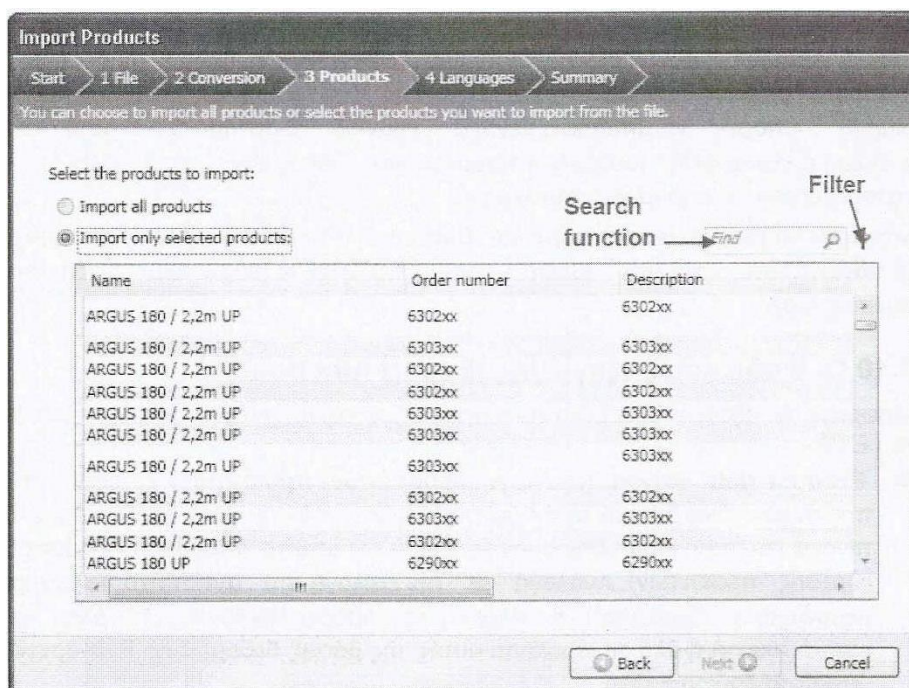 Import Products
Start 1 File 2 Conversion 3 Products 4 Languages Summary
You can choose to import all products or select the products you want to import from the file.
Select the products to import:
Import all products
Import only selected products:
Search function
Find
Filter
Name Order number Description
ARGUS 180 / 2,2m UP 6302xx 6302xx
ARGUS 180 / 2,2m UP 6303xx 6303xx
ARGUS 180 / 2,2m UP 6302xx 6302xx
ARGUS 180 / 2,2m UP 6302xx 6302xx
ARGUS 180 / 2,2m UP 6303xx 6303xx
ARGUS 180 / 2,2m UP 6303xx 6303xx
ARGUS 180 / 2,2m UP 6303xx 6303xx
ARGUS 180 / 2,2m UP 6302xx 6302xx
ARGUS 180 / 2,2m UP 6303xx 6303xx
ARGUS 180 / 2,2m UP 6302xx 6302xx
ARGUS 180 UP 6290xx 6290xx
Back Next Cancel